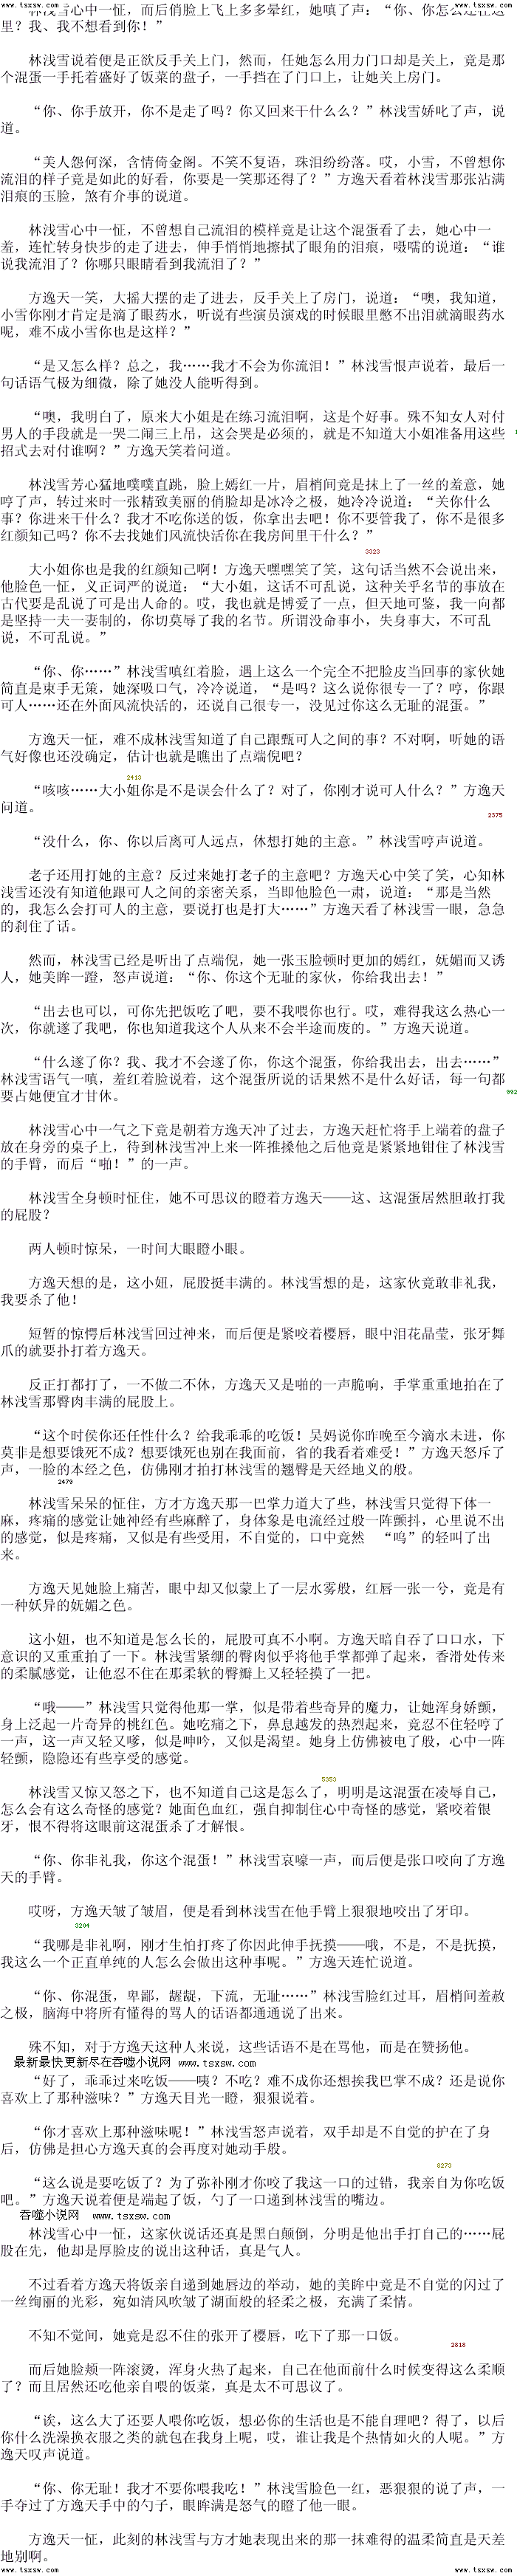 www.tsxsw.com www.tsxsw.com
林浅雪心中一怔，而后俏脸上飞上多多晕红，她嗔了声：“你、你怎么还在这
里？我、我不想看到你！”
林浅雪说着便是正欲反手关上门，然而，任她怎么用力门口却是关上，竟是那
个混蛋一手托着盛好了饭菜的盘子，一手挡在了门口上，让她关上房门。
“你、你手放开，你不是走了吗？你又回来干什么么？”林浅雪娇叱了声，说
道。
“美人怨何深，含情倚金阁。不笑不复语，珠泪纷纷落。哎，小雪，不曾想你
流泪的样子竟是如此的好看，你要是一笑那还得了？”方逸天看着林浅雪那张沾满
泪痕的玉脸，煞有介事的说道。
林浅雪心中一怔，不曾想自己流泪的模样竟是让这个混蛋看了去，她心中一
羞，连忙转身快步的走了进去，伸手悄悄地擦拭了眼角的泪痕，嗫嚅的说道：“谁
说我流泪了？你哪只眼睛看到我流泪了？”
方逸天一笑，大摇大摆的走了进去，反手关上了房门，说道：“噢，我知道，
小雪你刚才肯定是滴了眼药水，听说有些演员演戏的时候眼里憋不出泪就滴眼药水
呢，难不成小雪你也是这样？”
“是又怎么样？总之，我……我才不会为你流泪！”林浅雪恨声说着，最后一
句话语气极为细微，除了她没人能听得到。
“噢，我明白了，原来大小姐是在练习流泪啊，这是个好事。殊不知女人对付
男人的手段就是一哭二闹三上吊，这会哭是必须的，就是不知道大小姐准备用这些
招式去对付谁啊？”方逸天笑着问道。
林浅雪芳心猛地噗噗直跳，脸上嫣红一片，眉梢间竟是抹上了一丝的羞意，她
哼了声，转过来时一张精致美丽的俏脸却是冰冷之极，她冷冷说道：“关你什么
事？你进来干什么？我才不吃你送的饭，你拿出去吧！你不要管我了，你不是很多
红颜知己吗？你不去找她们风流快活你在我房间里干什么？”
3323
大小姐你也是我的红颜知己啊！方逸天嘿嘿笑了笑，这句话当然不会说出来，
他脸色一怔，义正词严的说道：“大小姐，这话不可乱说，这种关乎名节的事放在
古代要是乱说了可是出人命的。哎，我也就是博爱了一点，但天地可鉴，我一向都
是坚持一夫一妻制的，你切莫辱了我的名节。所谓没命事小，失身事大，不可乱
说，不可乱说。”
“你、你……”林浅雪嗔红着脸，遇上这么一个完全不把脸皮当回事的家伙她
简直是束手无策，她深吸口气，冷冷说道，“是吗？这么说你很专一了？哼，你跟
可人……还在外面风流快活的，还说自己很专一，没见过你这么无耻的混蛋。”
方逸天一怔，难不成林浅雪知道了自己跟甄可人之间的事？不对啊，听她的语
气好像也还没确定，估计也就是瞧出了点端倪吧？
2413
“咳咳……大小姐你是不是误会什么了？对了，你刚才说可人什么？”方逸天
问道。
2375
“没什么，你、你以后离可人远点，休想打她的主意。”林浅雪哼声说道。
老子还用打她的主意？反过来她打老子的主意吧？方逸天心中笑了笑，心知林
浅雪还没有知道他跟可人之间的亲密关系，当即他脸色一肃，说道：“那是当然
的，我怎么会打可人的主意，要说打也是打大……”方逸天看了林浅雪一眼，急急
的刹住了话。
然而，林浅雪已经是听出了点端倪，她一张玉脸顿时更加的嫣红，妩媚而又诱
人，她美眸一蹬，怒声说道：“你、你这个无耻的家伙，你给我出去！”
“出去也可以，可你先把饭吃了吧，要不我喂你也行。哎，难得我这么热心一
次，你就遂了我吧，你也知道我这个人从来不会半途而废的。”方逸天说道。
“什么遂了你？我、我才不会遂了你，你这个混蛋，你给我出去，出去……”
林浅雪语气一嗔，羞红着脸说着，这个混蛋所说的话果然不是什么好话，每一句都
要占她便宜才甘休。
992
林浅雪心中一气之下竟是朝着方逸天冲了过去，方逸天赶忙将手上端着的盘子
放在身旁的桌子上，待到林浅雪冲上来一阵推搡他之后他竟是紧紧地钳住了林浅雪
的手臂，而后“啪！”的一声。
林浅雪全身顿时怔住，她不可思议的瞪着方逸天——这、这混蛋居然胆敢打我
的屁股？
两人顿时惊呆，一时间大眼瞪小眼。
方逸天想的是，这小妞，屁股挺丰满的。林浅雪想的是，这家伙竟敢非礼我，
我要杀了他！
短暂的惊愕后林浅雪回过神来，而后便是紧咬着樱唇，眼中泪花晶莹，张牙舞
爪的就要扑打着方逸天。
反正打都打了，一不做二不休，方逸天又是啪的一声脆响，手掌重重地拍在了
林浅雪那臀肉丰满的屁股上。
“这个时侯你还任性什么？给我乖乖的吃饭！吴妈说你昨晚至今滴水未进，你
莫非是想要饿死不成？想要饿死也别在我面前，省的我看着难受！”方逸天怒斥了
声，一脸的本经之色，仿佛刚才拍打林浅雪的翘臀是天经地义的般。
2479
林浅雪呆呆的怔住，方才方逸天那一巴掌力道大了些，林浅雪只觉得下体一
麻，疼痛的感觉让她神经有些麻醉了，身体象是电流经过般一阵颤抖，心里说不出
的感觉，似是疼痛，又似是有些受用，不自觉的，口中竟然　“呜”的轻叫了出
来。
方逸天见她脸上痛苦，眼中却又似蒙上了一层水雾般，红唇一张一兮，竟是有
一种妖异的妩媚之色。
这小妞，也不知道是怎么长的，屁股可真不小啊。方逸天暗自吞了口口水，下
意识的又重重拍了一下。林浅雪紧绷的臀肉似乎将他手掌都弹了起来，香滑处传来
的柔腻感觉，让他忍不住在那柔软的臀瓣上又轻轻摸了一把。
“哦——”林浅雪只觉得他那一掌，似是带着些奇异的魔力，让她浑身娇颤，
身上泛起一片奇异的桃红色。她吃痛之下，鼻息越发的热烈起来，竟忍不住轻哼了
一声，这一声又轻又嗲，似是呻吟，又似是渴望。她身上仿佛被电了般，心中一阵
轻颤，隐隐还有些享受的感觉。
5353
林浅雪又惊又怒之下，也不知道自己这是怎么了，明明是这混蛋在凌辱自己，
怎么会有这么奇怪的感觉？她面色血红，强自抑制住心中奇怪的感觉，紧咬着银
牙，恨不得将这眼前这混蛋杀了才解恨。
“你、你非礼我，你这个混蛋！”林浅雪哀嚎一声，而后便是张口咬向了方逸
天的手臂。
哎呀，方逸天皱了皱眉，便是看到林浅雪在他手臂上狠狠地咬出了牙印。
3204
“我哪是非礼啊，刚才生怕打疼了你因此伸手抚摸——哦，不是，不是抚摸，
我这么一个正直单纯的人怎么会做出这种事呢。”方逸天连忙说道。
“你、你混蛋，卑鄙，龌龊，下流，无耻……”林浅雪脸红过耳，眉梢间羞赧
之极，脑海中将所有懂得的骂人的话语都通通说了出来。
殊不知，对于方逸天这种人来说，这些话语不是在骂他，而是在赞扬他。
最新最快更新尽在吞噬小说网 www.tsxsw.com
“好了，乖乖过来吃饭——咦？不吃？难不成你还想挨我巴掌不成？还是说你
喜欢上了那种滋味？”方逸天目光一瞪，狠狠说着。
“你才喜欢上那种滋味呢！”林浅雪怒声说着，双手却是不自觉的护在了身
后，仿佛是担心方逸天真的会再度对她动手般。
6273
“这么说是要吃饭了？为了弥补刚才你咬了我这一口的过错，我亲自为你吃饭
吧。”方逸天说着便是端起了饭，勺了一口递到林浅雪的嘴边。
吞噬小说网 www.tsxsw.com
林浅雪心中一怔，这家伙说话还真是黑白颠倒，分明是他出手打自己的……屁
股在先，他却是厚脸皮的说出这种话，真是气人。
不过看着方逸天将饭亲自递到她唇边的举动，她的美眸中竟是不自觉的闪过了
一丝绚丽的光彩，宛如清风吹皱了湖面般的轻柔之极，充满了柔情。
不知不觉间，她竟是忍不住的张开了樱唇，吃下了那一口饭。
2818
而后她脸颊一阵滚烫，浑身火热了起来，自己在他面前什么时候变得这么柔顺
了？而且居然还吃他亲自喂的饭菜，真是太不可思议了。
“诶，这么大了还要人喂你吃饭，想必你的生活也是不能自理吧？得了，以后
你什么洗澡换衣服之类的就包在我身上呢，哎，谁让我是个热情如火的人呢。”方
逸天叹声说道。
“你、你无耻！我才不要你喂我吃！”林浅雪脸色一红，恶狠狠的说了声，一
手夺过了方逸天手中的勺子，眼眸满是怒气的瞪了他一眼。
方逸天一怔，此刻的林浅雪与方才她表现出来的那一抹难得的温柔简直是天差
地别啊。
www.tsxsw.com www.tsxsw.com